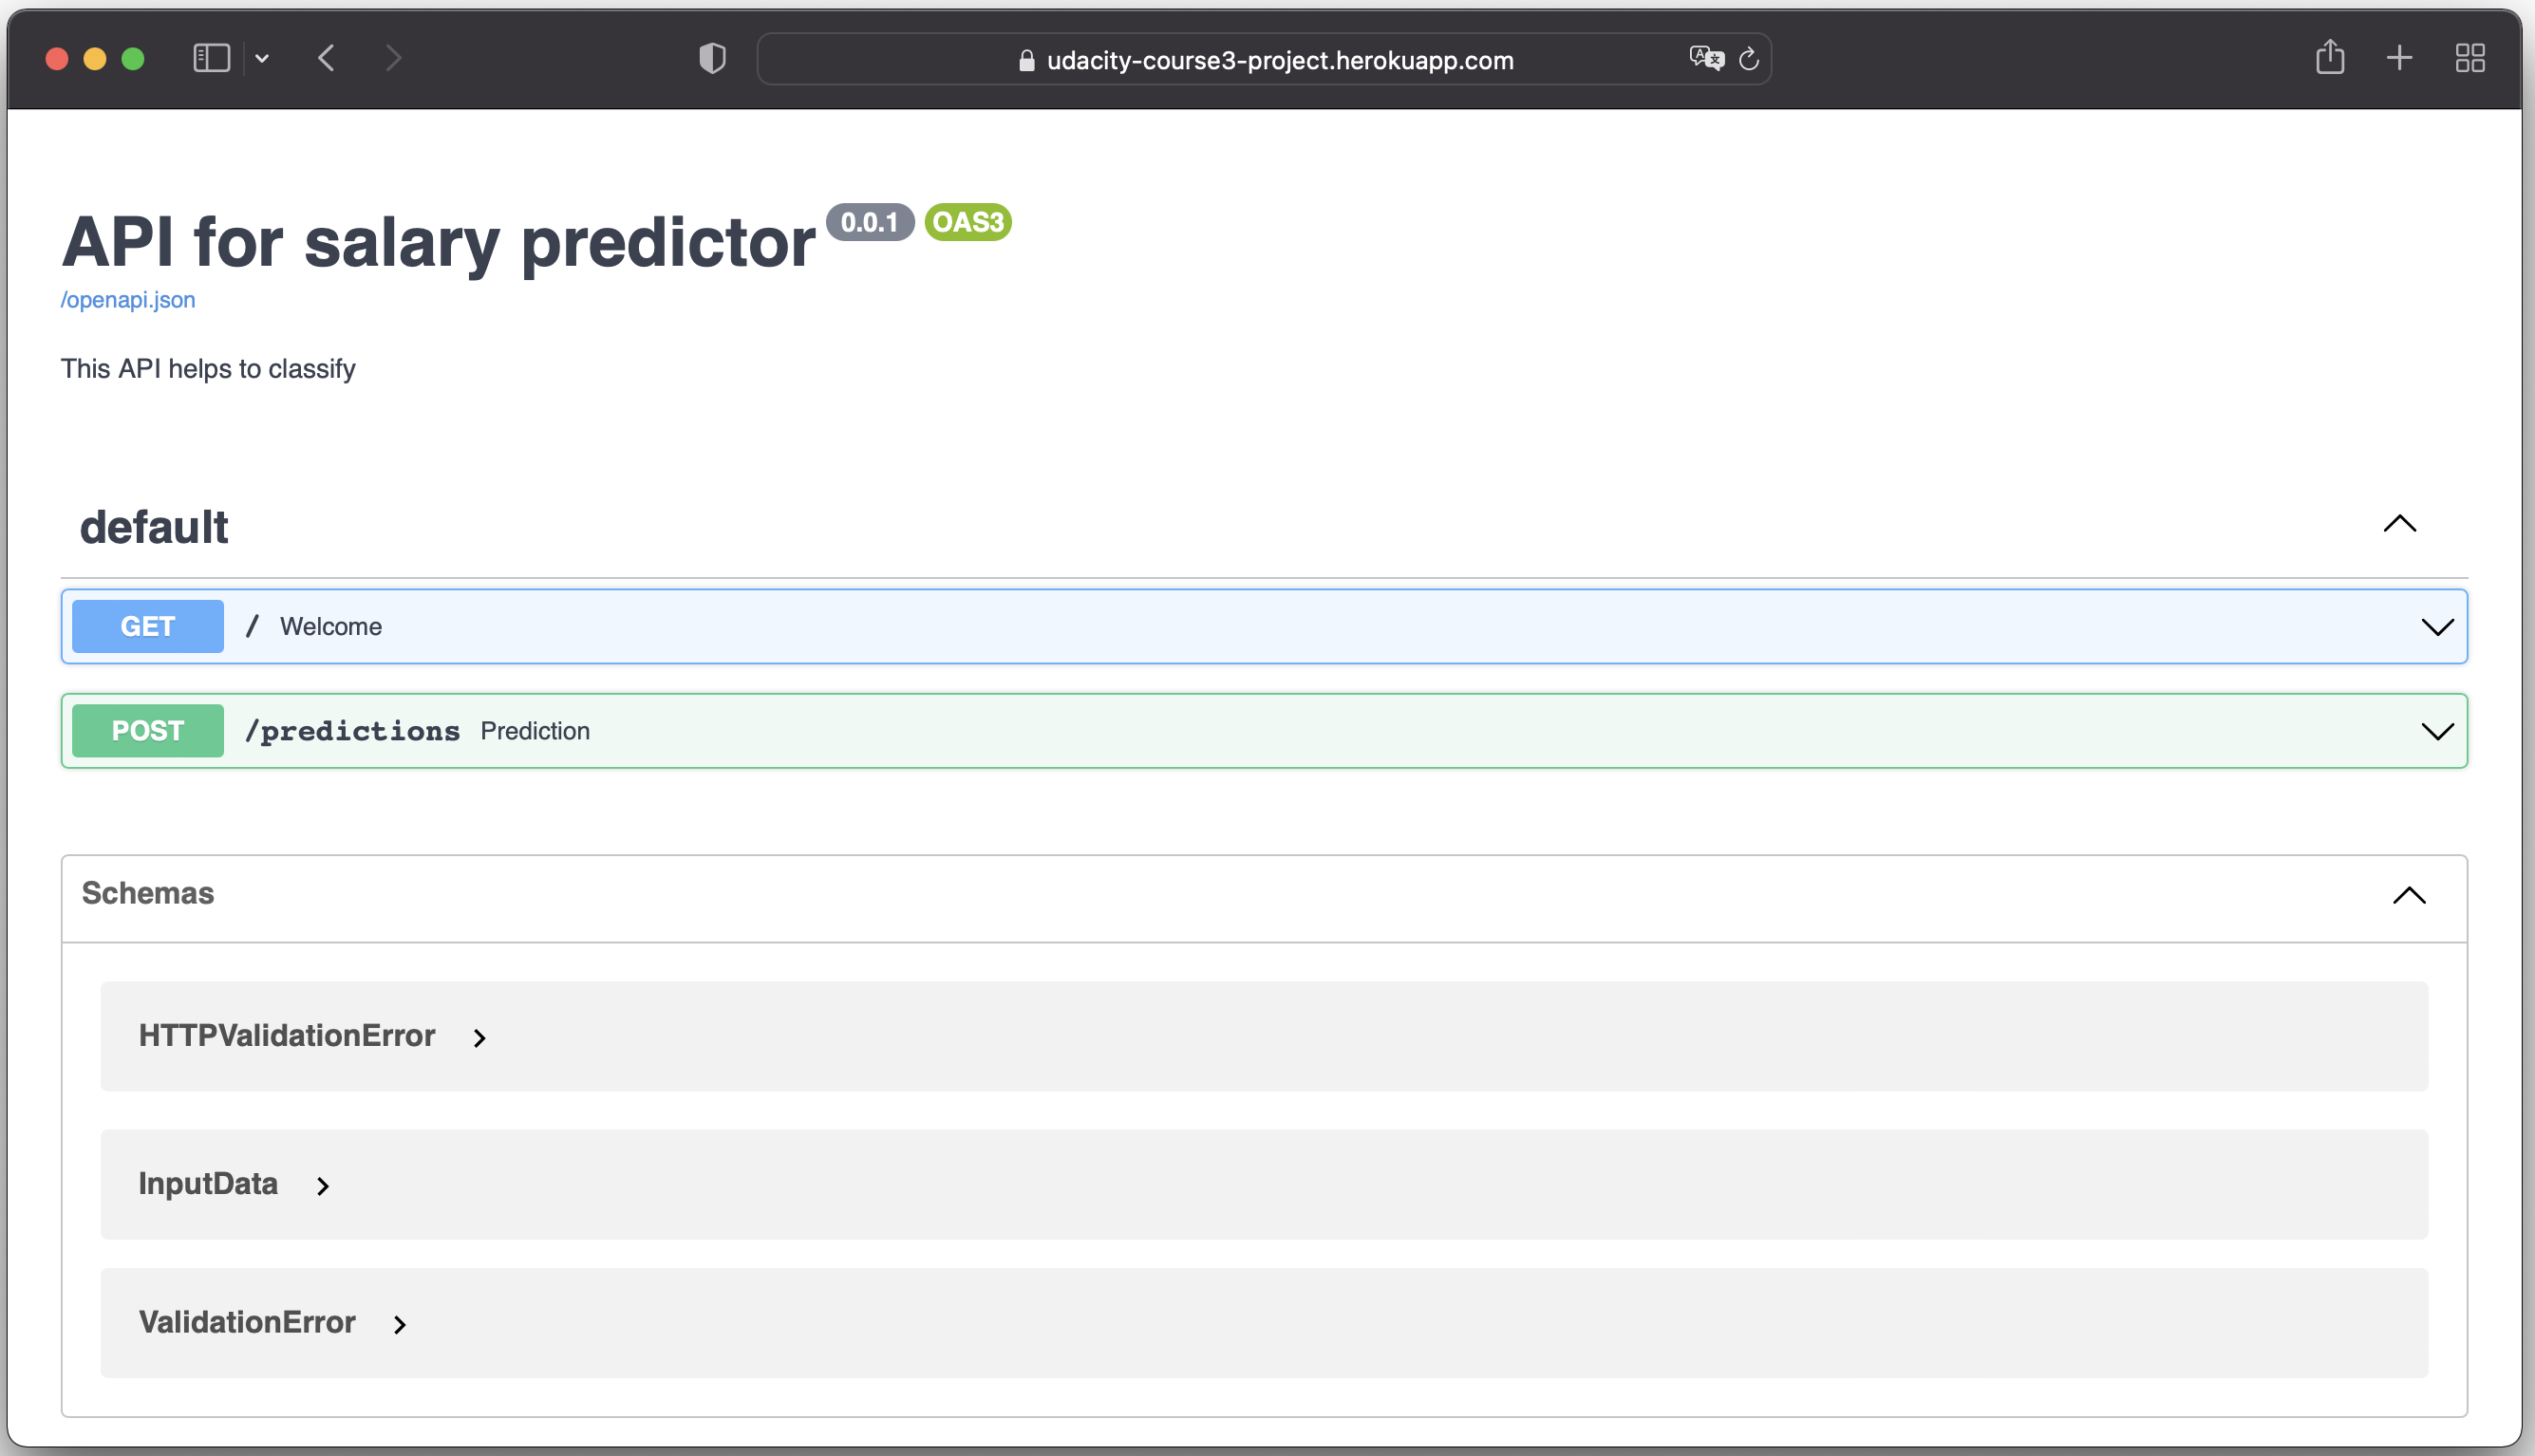 udacity-course3-project.herokuapp.com
API for salary predictor 0.0.1 OAS3
/openapi.json
This API helps to classify
default
GET / Welcome
POST /predictions Prediction
Schemas
HTTPValidationError
InputData
ValidationError